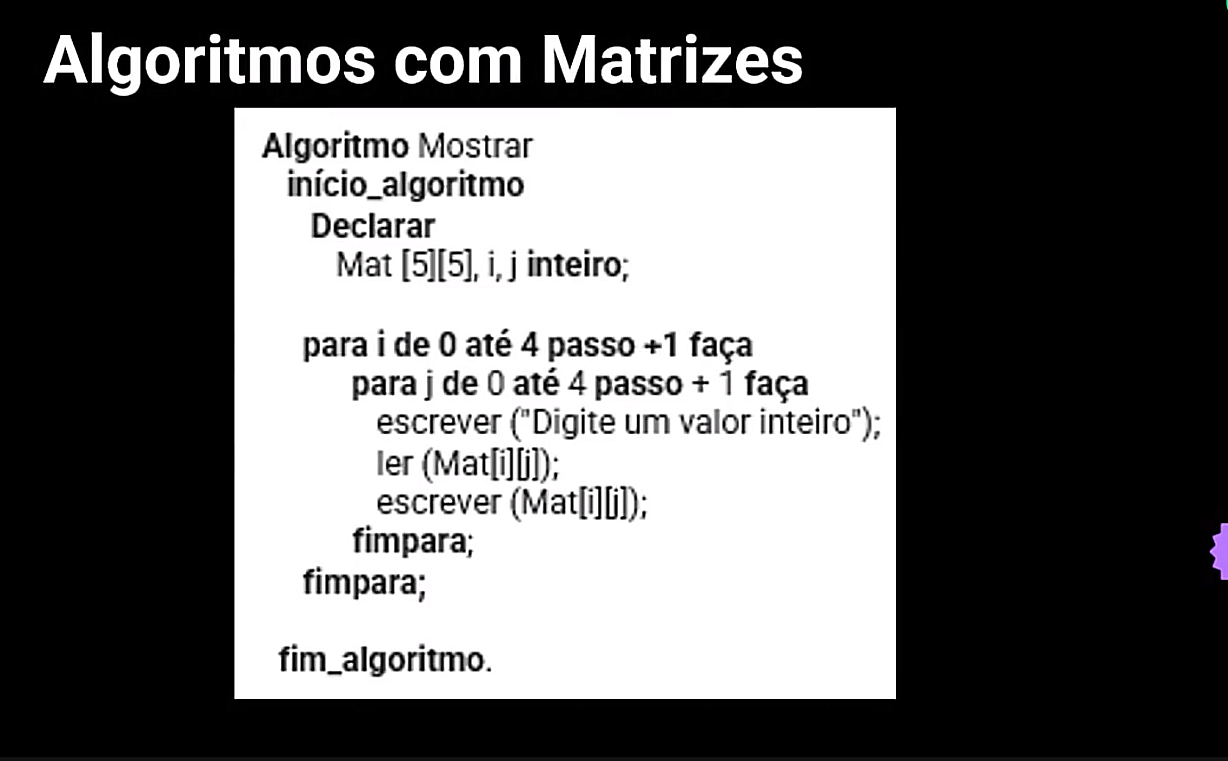 Algoritmos com Matrizes
Algoritmo Mostrar
início_algoritmo
Declarar
Mat [5][5], i, j inteiro;
para i de 0 até 4 passo +1 faça
para j de 0 até 4 passo + 1 faça
escrever ("Digite um valor inteiro");
ler (Mat[i][j]);
escrever (Mat[i][j]);
fimpara;
fimpara;
fim_algoritmo.